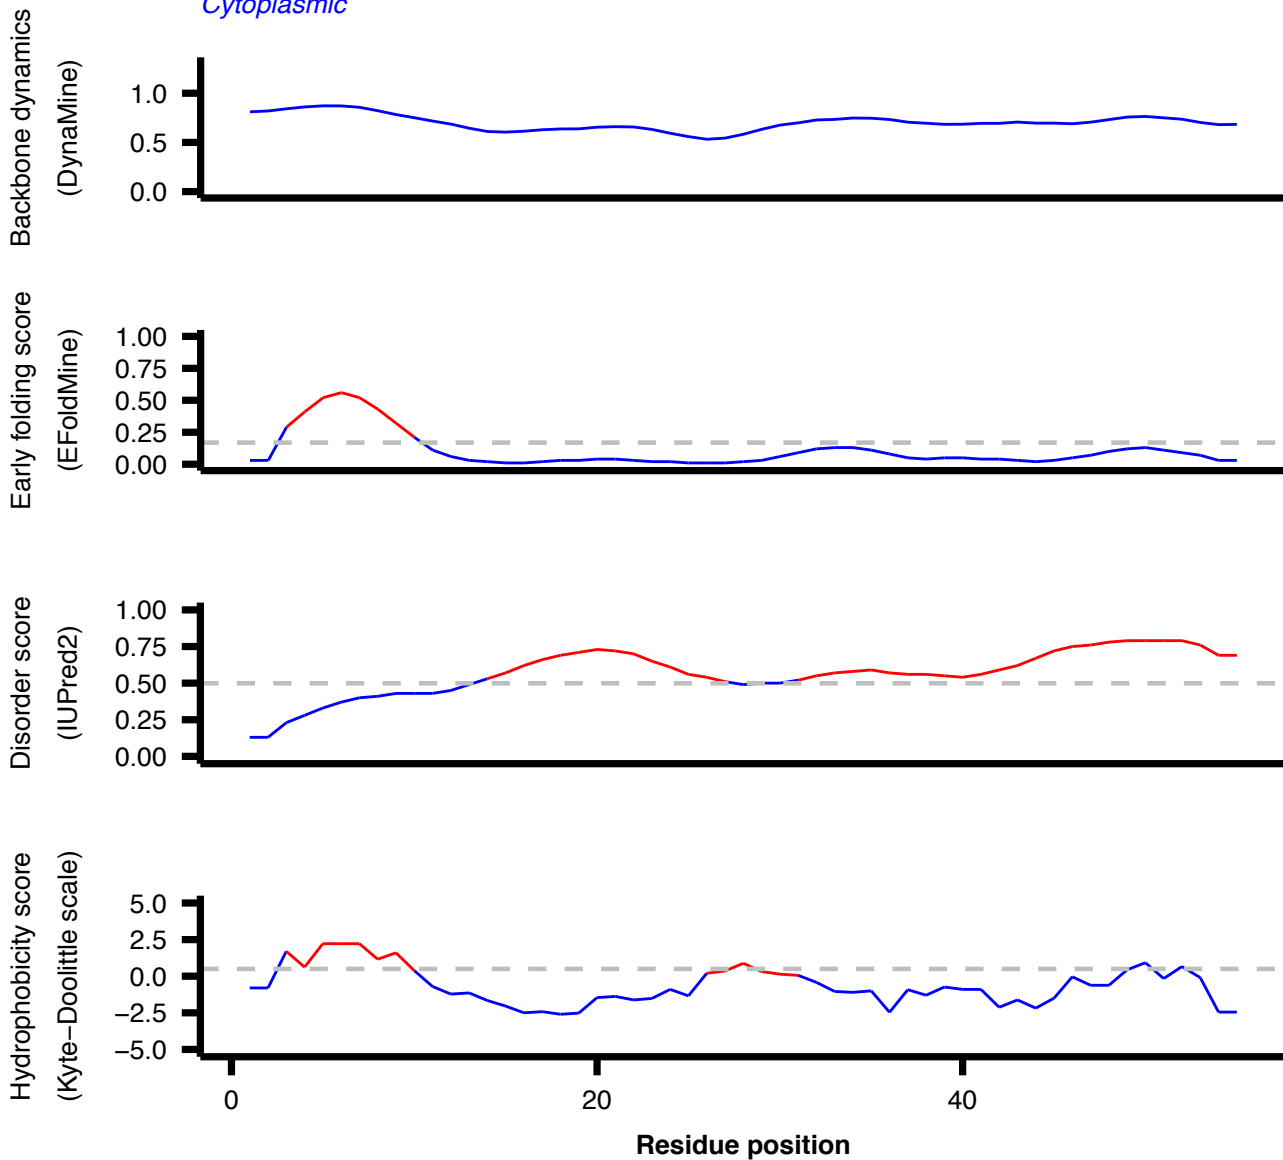 Cytoplasmic
Backbone dynamics
(DynaMine)
1.0
0.5
0.0
Early folding score
(EFoldMine)
1.00
0.75
0.50
0.25
0.00
Disorder score
(IUPred2)
1.00
0.75
0.50
0.25
0.00
Hydrophobicity score
(Kyte−Doolittle scale)
5.0
2.5
0.0
−2.5
−5.0
0 20 40
Residue position